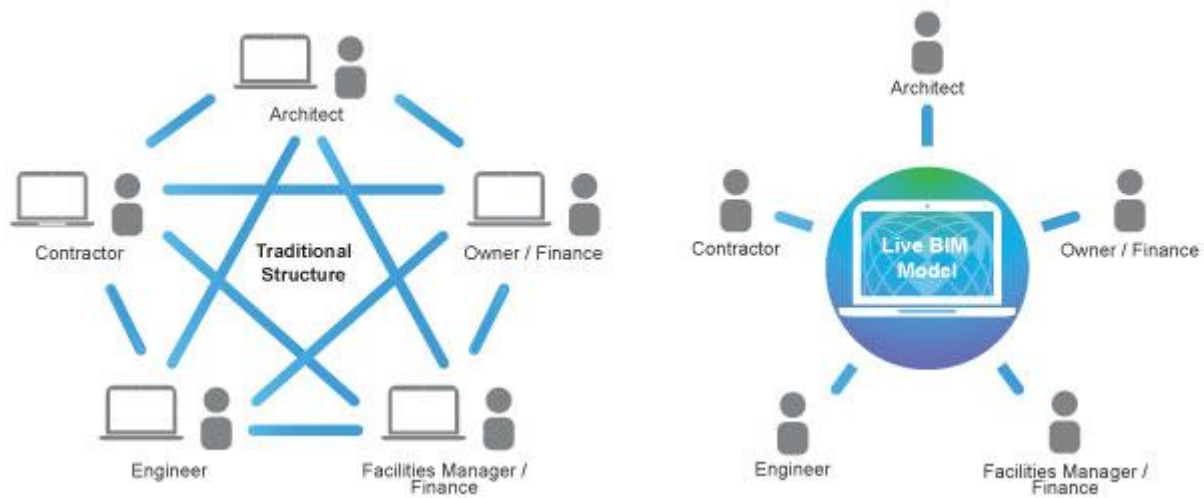 Architect
Contractor
Traditional
Structure
Owner / Finance
Engineer
Facilities Manager /
Finance
Architect
Contractor
Live BIM
Model
Owner / Finance
Engineer
Facilities Manager /
Finance